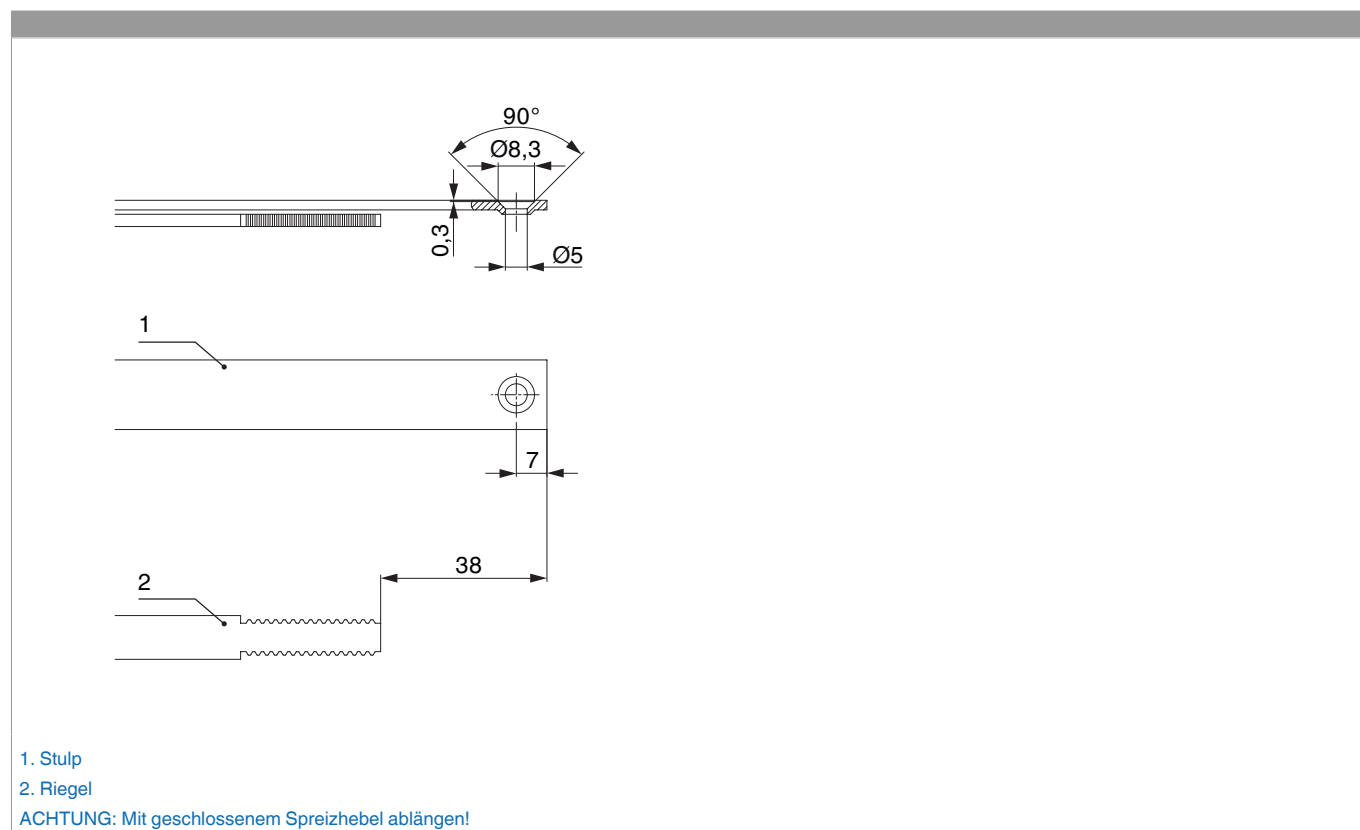 90°
Ø8,3
0,3
Ø5
1
7
38
2
1. Stulp
2. Riegel
ACHTUNG: Mit geschlossenem Spreizhebel ablängen!